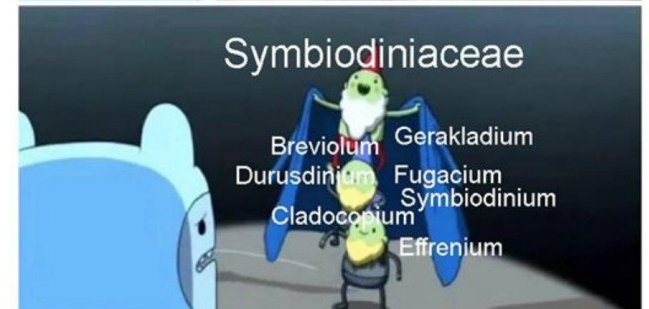 Symbiodiniaceae
Breviolum Gerakladium
Durusdinium Fugacium
Symbiodinium
Cladocopium
Effrenium